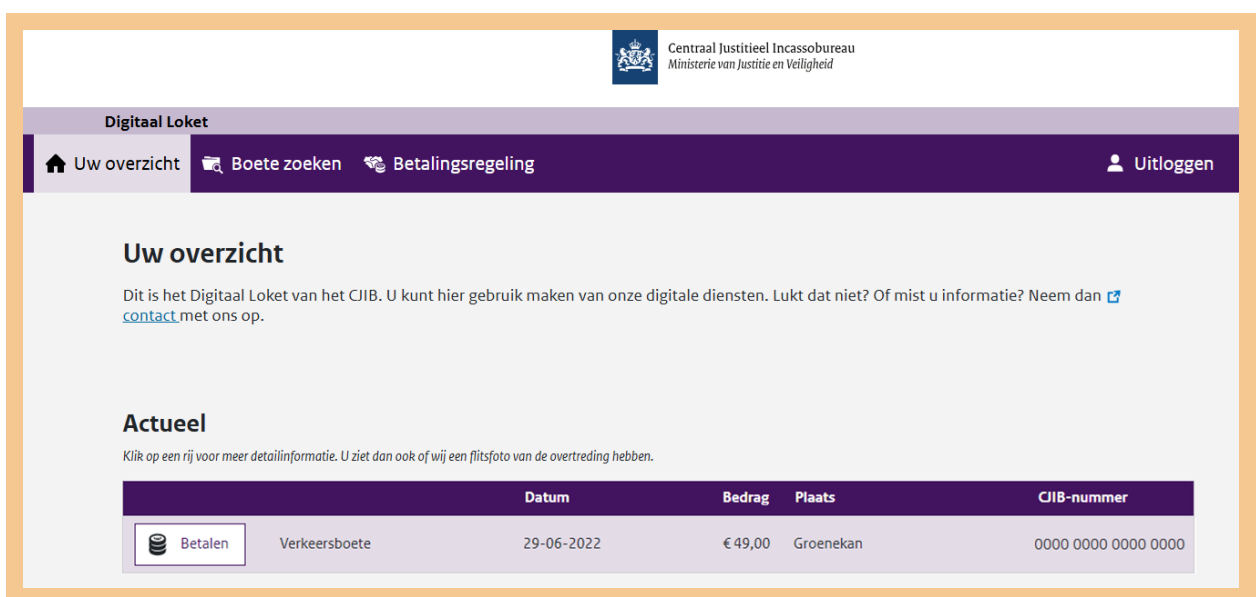 Centraal Justitieel Incassobureau
Ministerie van Justitie en Veiligheid
Digitaal Loket
Uw overzicht Boete zoeken Betalingsregeling Uitloggen
Uw overzicht
Dit is het Digitaal Loket van het CJIB. U kunt hier gebruik maken van onze digitale diensten. Lukt dat niet? Of mist u informatie? Neem dan
contact met ons op.
Actueel
Klik op een rij voor meer detailinformatie. U ziet dan ook of wij een flitsfoto van de overtreding hebben.
Datum Bedrag Plaats CJIB-nummer
Betalen Verkeersboete 29-06-2022 € 49,00 Groenekan 0000 0000 0000 0000